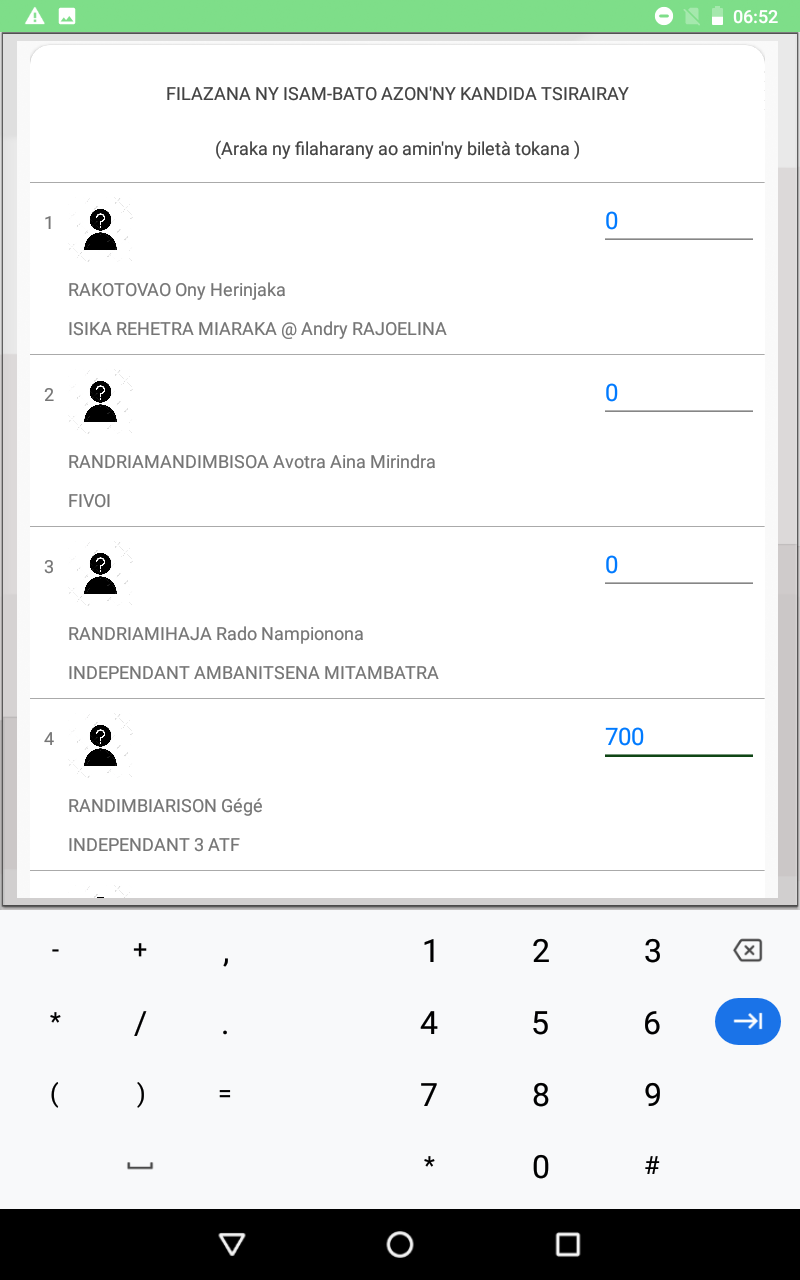 06:52
FILAZANA NY ISAM-BATO AZON'NY KANDIDA TSIRAIRAY
(Araka ny filaharany ao amin'ny biletà tokana )
1
0
RAKOTOVAO Ony Herinjaka
ISIKA REHETRA MIARAKA @ Andry RAJOELINA
2
0
RANDRIAMANDIMBISOA Avotra Aina Mirindra
FIVOI
3
0
RANDRIAMIHAJA Rado Nampionona
INDEPENDANT AMBANITSENA MITAMBATRA
4
700
RANDIMBIARISON Gégé
INDEPENDANT 3 ATF
- + , 1 2 3
* / . 4 5 6
( ) = 7 8 9
* 0 #